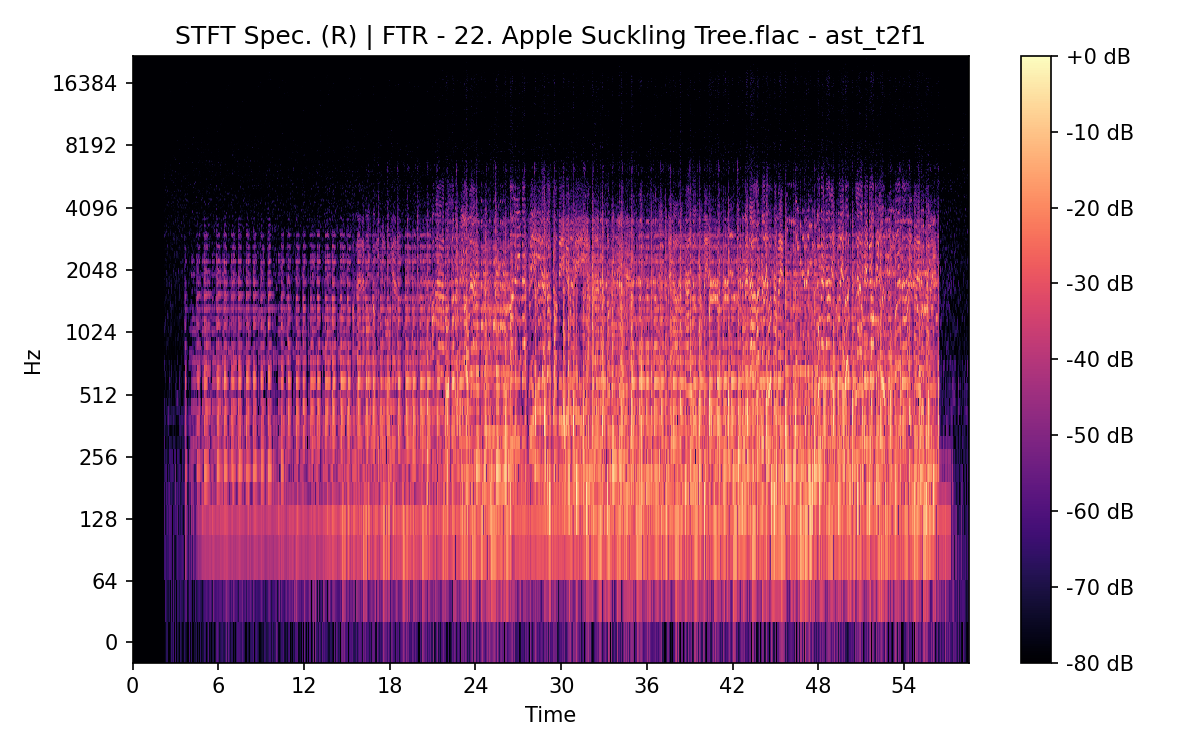 STFT Spec. (R) | FTR - 22. Apple Suckling Tree.flac - ast_t2f1
16384
8192
4096
2048
1024
512
256
128
64
0
Hz
0 6 12 18 24 30 36 42 48 54
Time
+0 dB
-10 dB
-20 dB
-30 dB
-40 dB
-50 dB
-60 dB
-70 dB
-80 dB